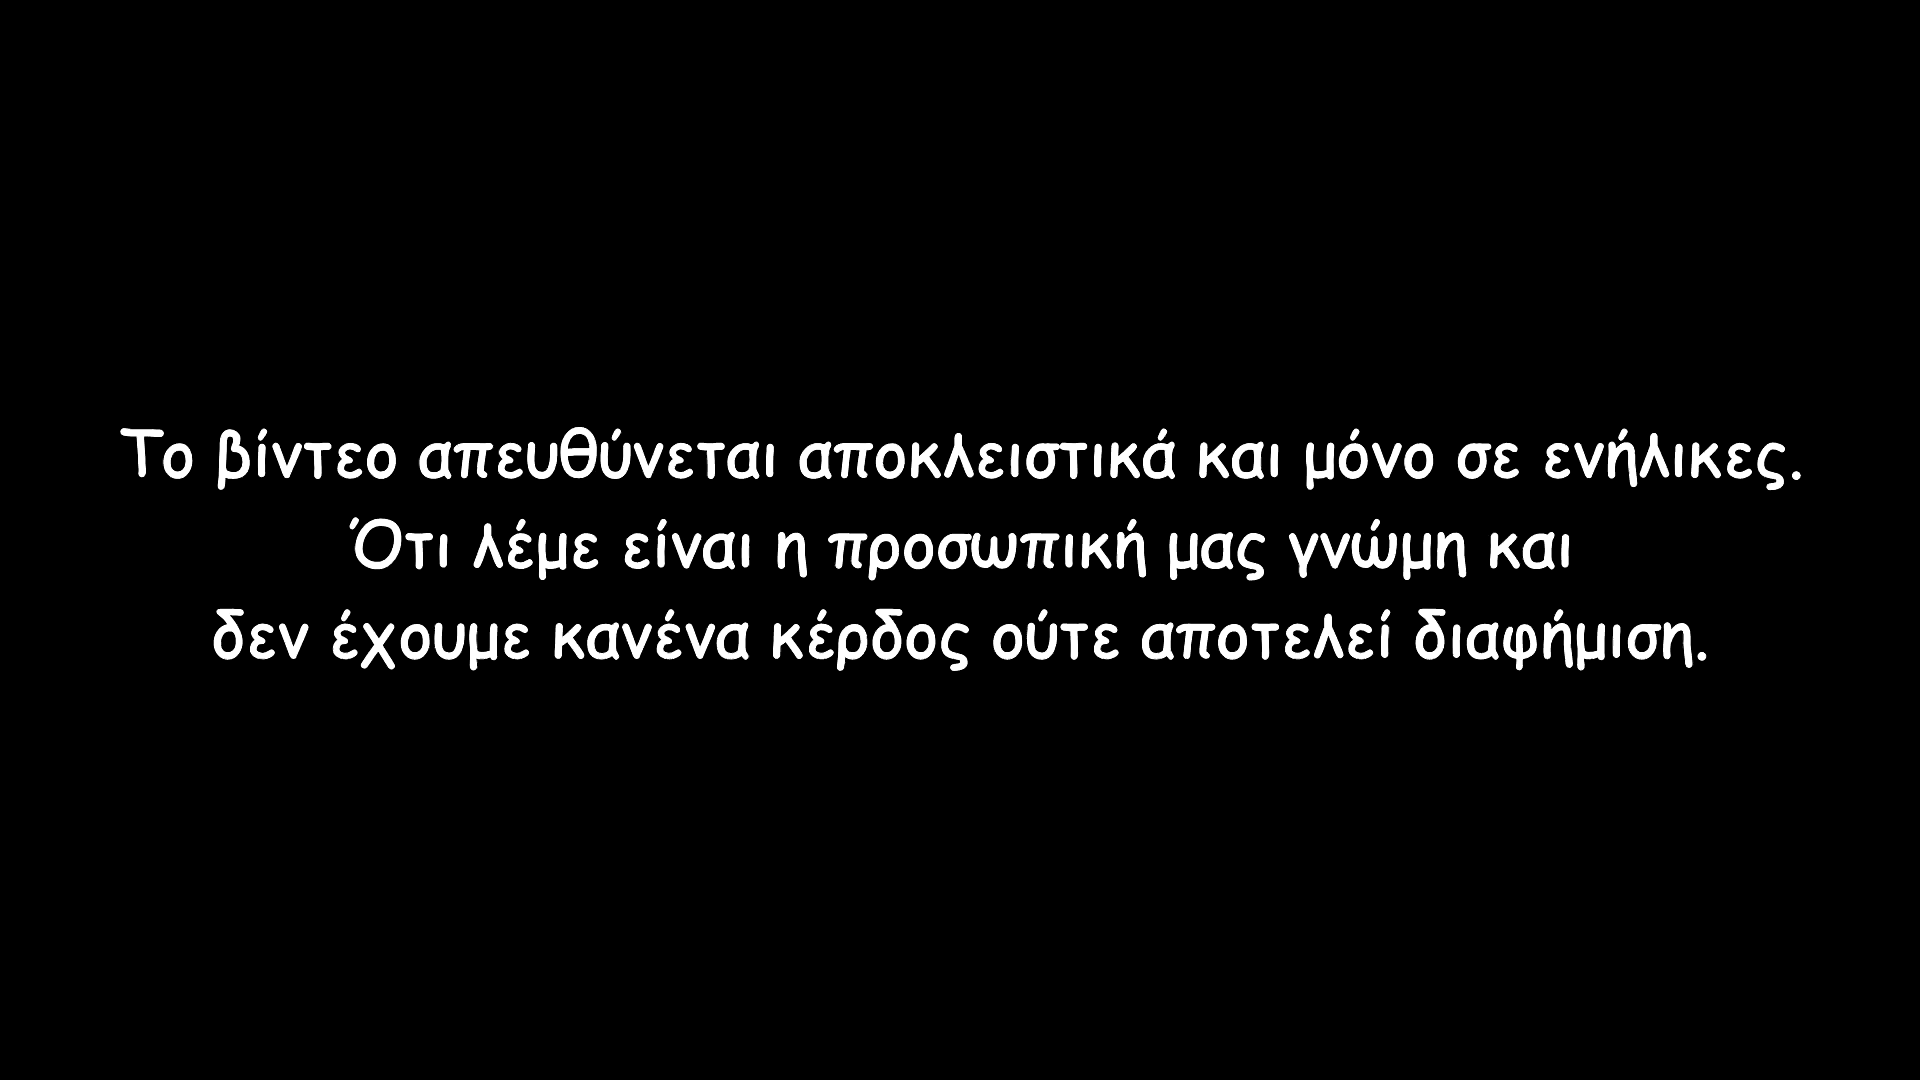 Το βίντεο απευθύνεται αποκλειστικά και μόνο σε ενήλικες.
Ότι λέμε είναι η προσωπική μας γνώμη και
δεν έχουμε κανένα κέρδος ούτε αποτελεί διαφήμιση.